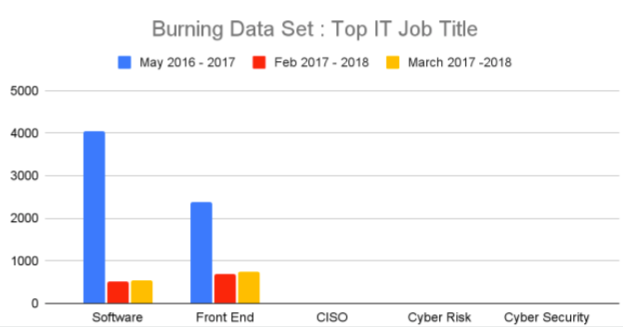 Burning Data Set : Top IT Job Title
May 2016 - 2017 Feb 2017 - 2018 March 2017 -2018
5000
4000
3000
2000
1000
0
Software Front End CISO Cyber Risk Cyber Security